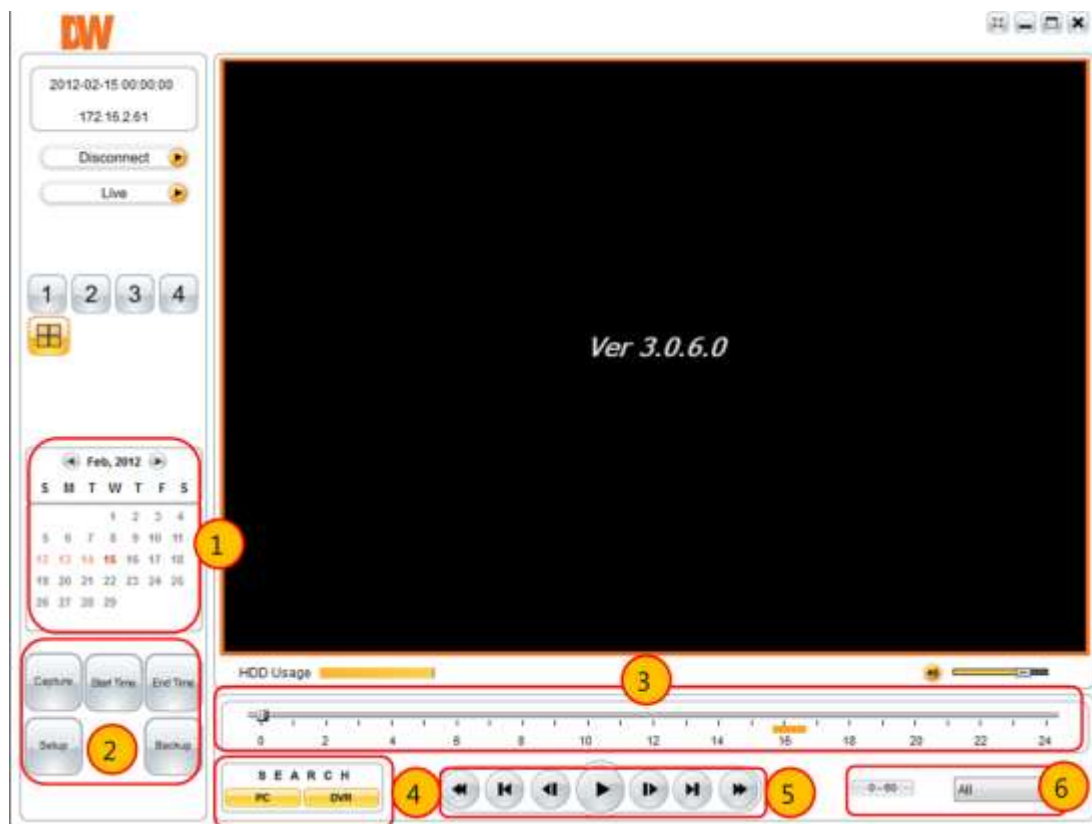 DW
2012-02-15 00:00:00
172.16.2.61
Disconnect
Live
1 2 3 4
Feb, 2012
S M T W T F S
1 2 3 4
5 6 7 8 9 10 11
12 13 14 15 16 17 18
19 20 21 22 23 24 25
26 27 28 29
1
Capture Start Time End Time
Setup 2 Backup
Ver 3.0.6.0
HDD Usage
3
0 2 4 6 8 10 12 14 16 18 20 22 24
SEARCH
PC DVR
4
5
0~60 All 6